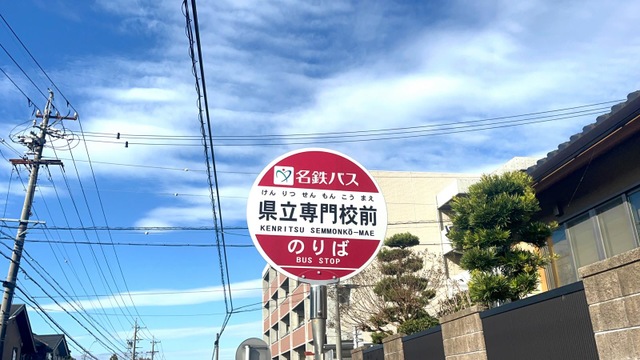 名鉄バス
けん りつ せん もん こう まえ
県立専門校前
KENRITSU SEMMONKŌ-MAE
のりば
BUS STOP